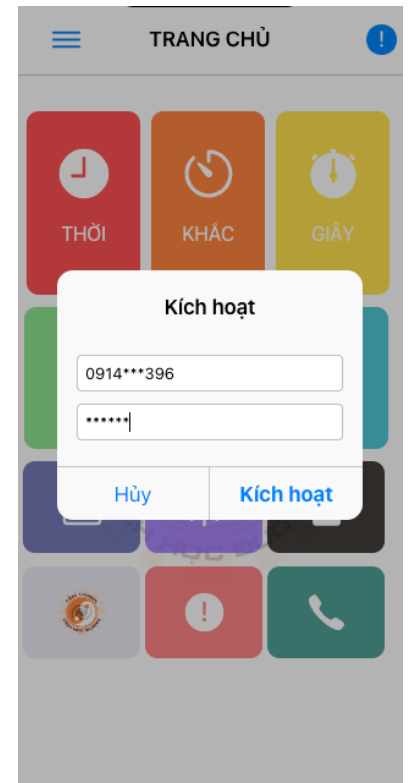 TRANG CHỦ
THỜI
KHẮC
GIÂY
Kích hoạt
0914***396
******
Hủy
Kích hoạt